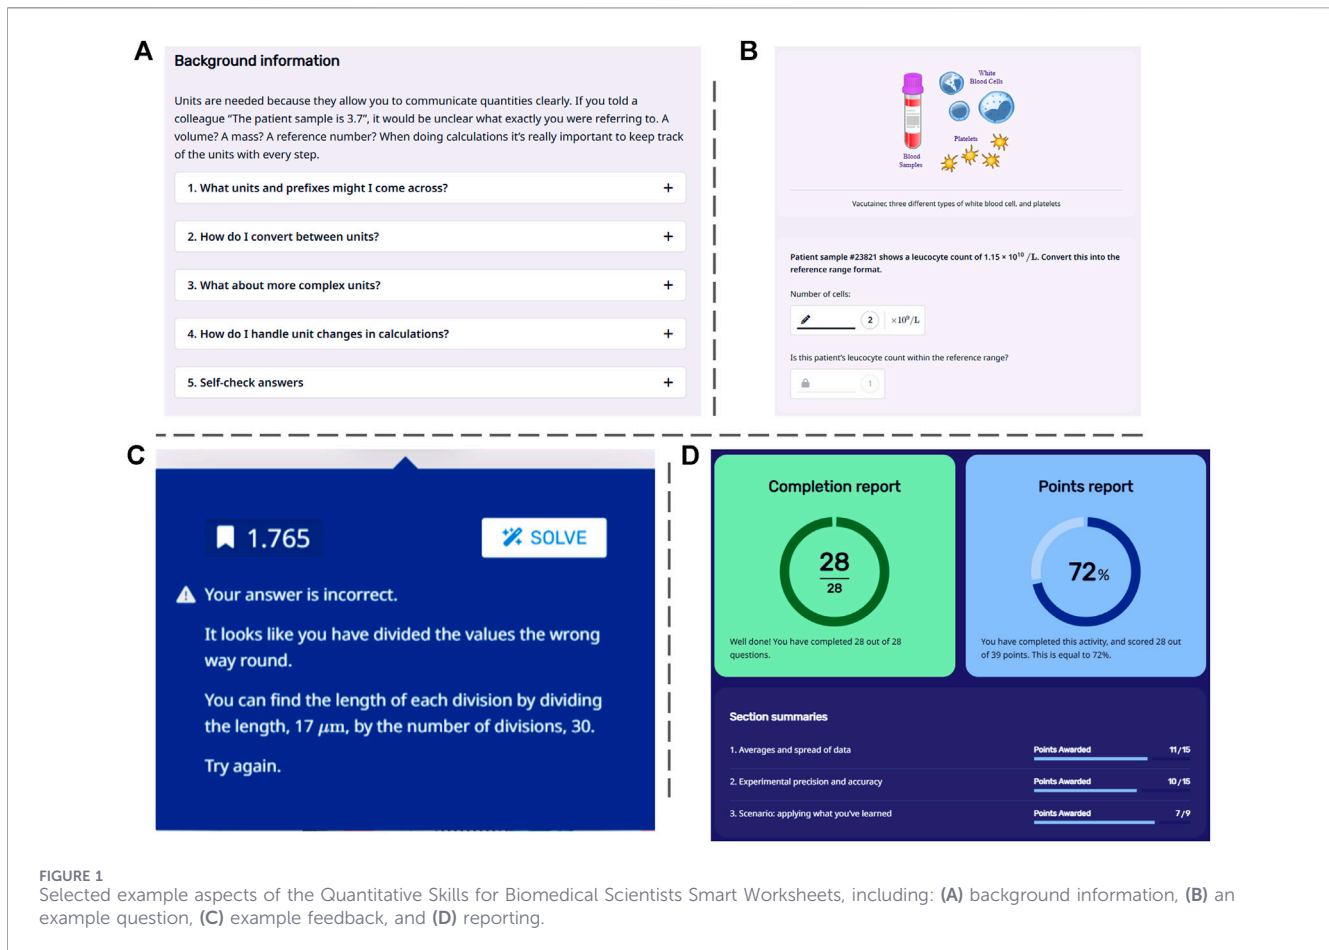 A
Background information
Units are needed because they allow you to communicate quantities clearly. If you told a
colleague “The patient sample is 3.7”, it would be unclear what exactly you were referring to. A
volume? A mass? A reference number? When doing calculations it’s really important to keep track
of the units with every step.
1. What units and prefixes might I come across? +
2. How do I convert between units? +
3. What about more complex units? +
4. How do I handle unit changes in calculations? +
5. Self-check answers +
B
White
Blood Cells
Platelets
Blood
Samples
Vacutainer, three different types of white blood cell, and platelets
Patient sample #23821 shows a leucocyte count of 1.15 × 10¹⁰ /L. Convert this into the
reference range format.
Number of cells:
2 ×10⁹/L
Is this patient’s leucocyte count within the reference range?
1
C
1.765 SOLVE
Your answer is incorrect.
It looks like you have divided the values the wrong
way round.
You can find the length of each division by dividing
the length, 17 μm, by the number of divisions, 30.
Try again.
D
Completion report
28
28
Well done! You have completed 28 out of 28
questions.
Points report
72%
You have completed this activity, and scored 28 out
of 39 points. This is equal to 72%.
Section summaries
1. Averages and spread of data Points Awarded 11/15
2. Experimental precision and accuracy Points Awarded 10/15
3. Scenario: applying what you’ve learned Points Awarded 7/9
FIGURE 1
Selected example aspects of the Quantitative Skills for Biomedical Scientists Smart Worksheets, including: (A) background information, (B) an
example question, (C) example feedback, and (D) reporting.